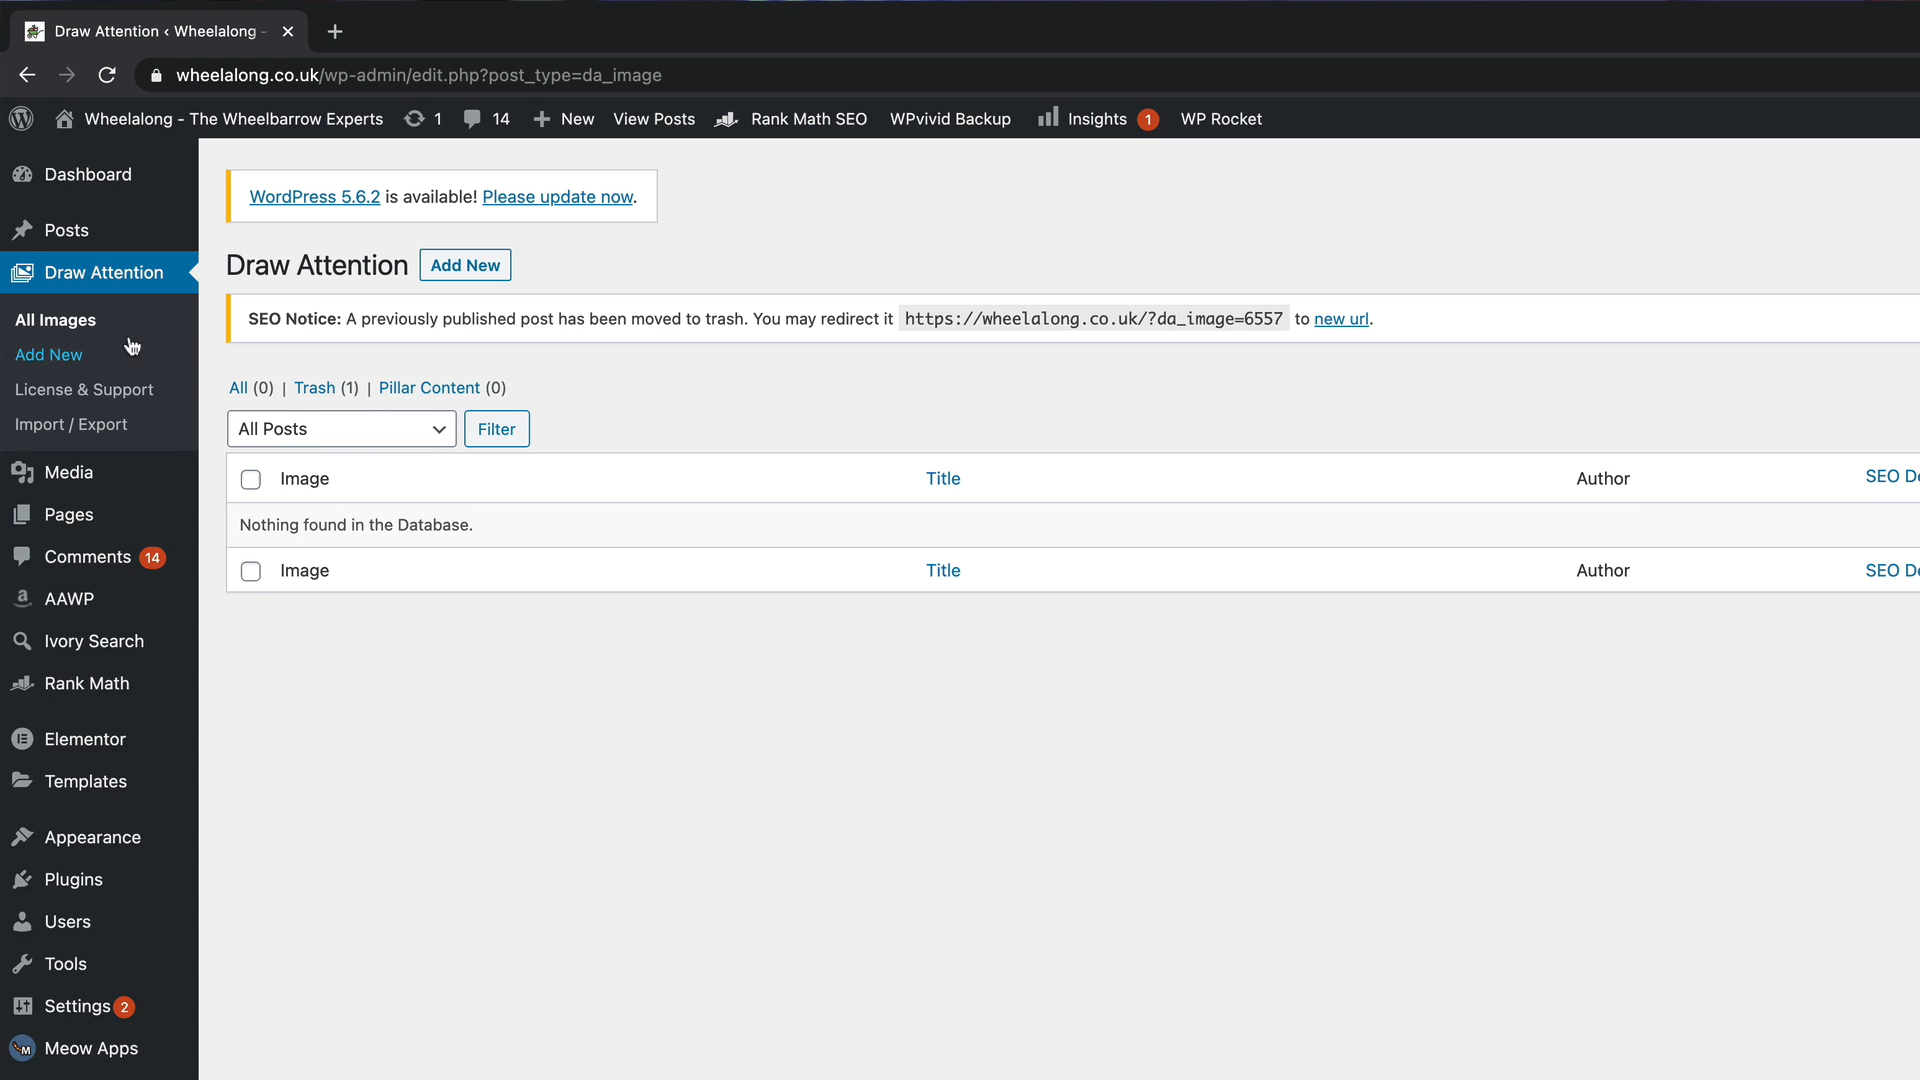 Draw Attention ‹ Wheelalong -
wheelalong.co.uk/wp-admin/edit.php?post_type=da_image
Wheelalong - The Wheelbarrow Experts 1 14 New View Posts Rank Math SEO WPvivid Backup Insights 1 WP Rocket
Dashboard
Posts
Draw Attention
All Images
Add New
License & Support
Import / Export
Media
Pages
Comments 14
AAWP
Ivory Search
Rank Math
Elementor
Templates
Appearance
Plugins
Users
Tools
Settings 2
Meow Apps
WordPress 5.6.2 is available! Please update now.
Draw Attention Add New
SEO Notice: A previously published post has been moved to trash. You may redirect it https://wheelalong.co.uk/?da_image=6557 to new url.
All (0) | Trash (1) | Pillar Content (0)
All Posts Filter
Image Title Author SEO De
Nothing found in the Database.
Image Title Author SEO De